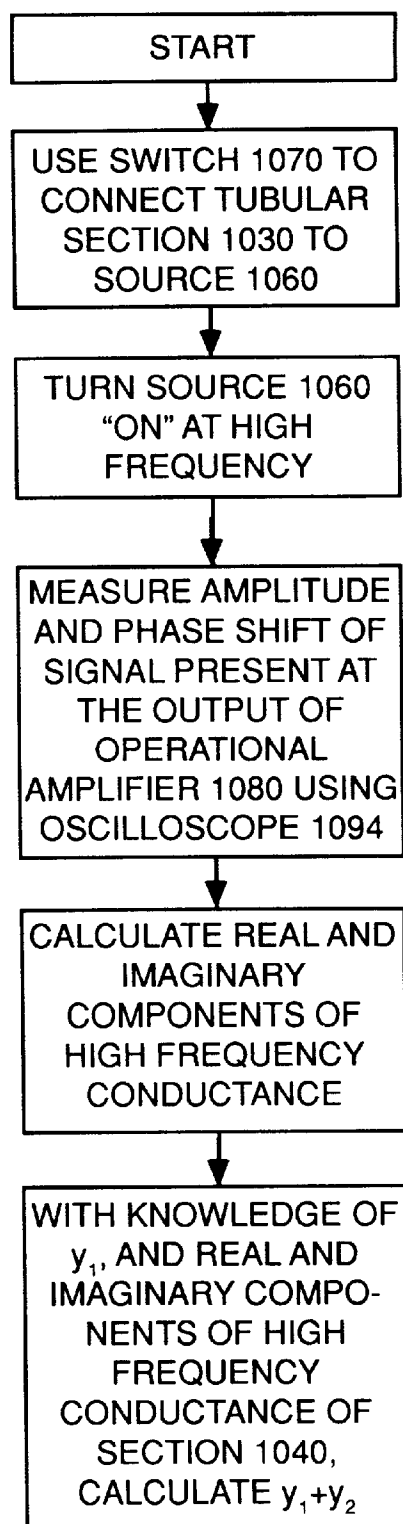 START
USE SWITCH 1070 TO
CONNECT TUBULAR
SECTION 1030 TO
SOURCE 1060
TURN SOURCE 1060
“ON” AT HIGH
FREQUENCY
MEASURE AMPLITUDE
AND PHASE SHIFT OF
SIGNAL PRESENT AT
THE OUTPUT OF
OPERATIONAL
AMPLIFIER 1080 USING
OSCILLOSCOPE 1094
CALCULATE REAL AND
IMAGINARY
COMPONENTS OF
HIGH FREQUENCY
CONDUCTANCE
WITH KNOWLEDGE OF
y₁, AND REAL AND
IMAGINARY COMPO-
NENTS OF HIGH
FREQUENCY
CONDUCTANCE OF
SECTION 1040,
CALCULATE y₁+y₂